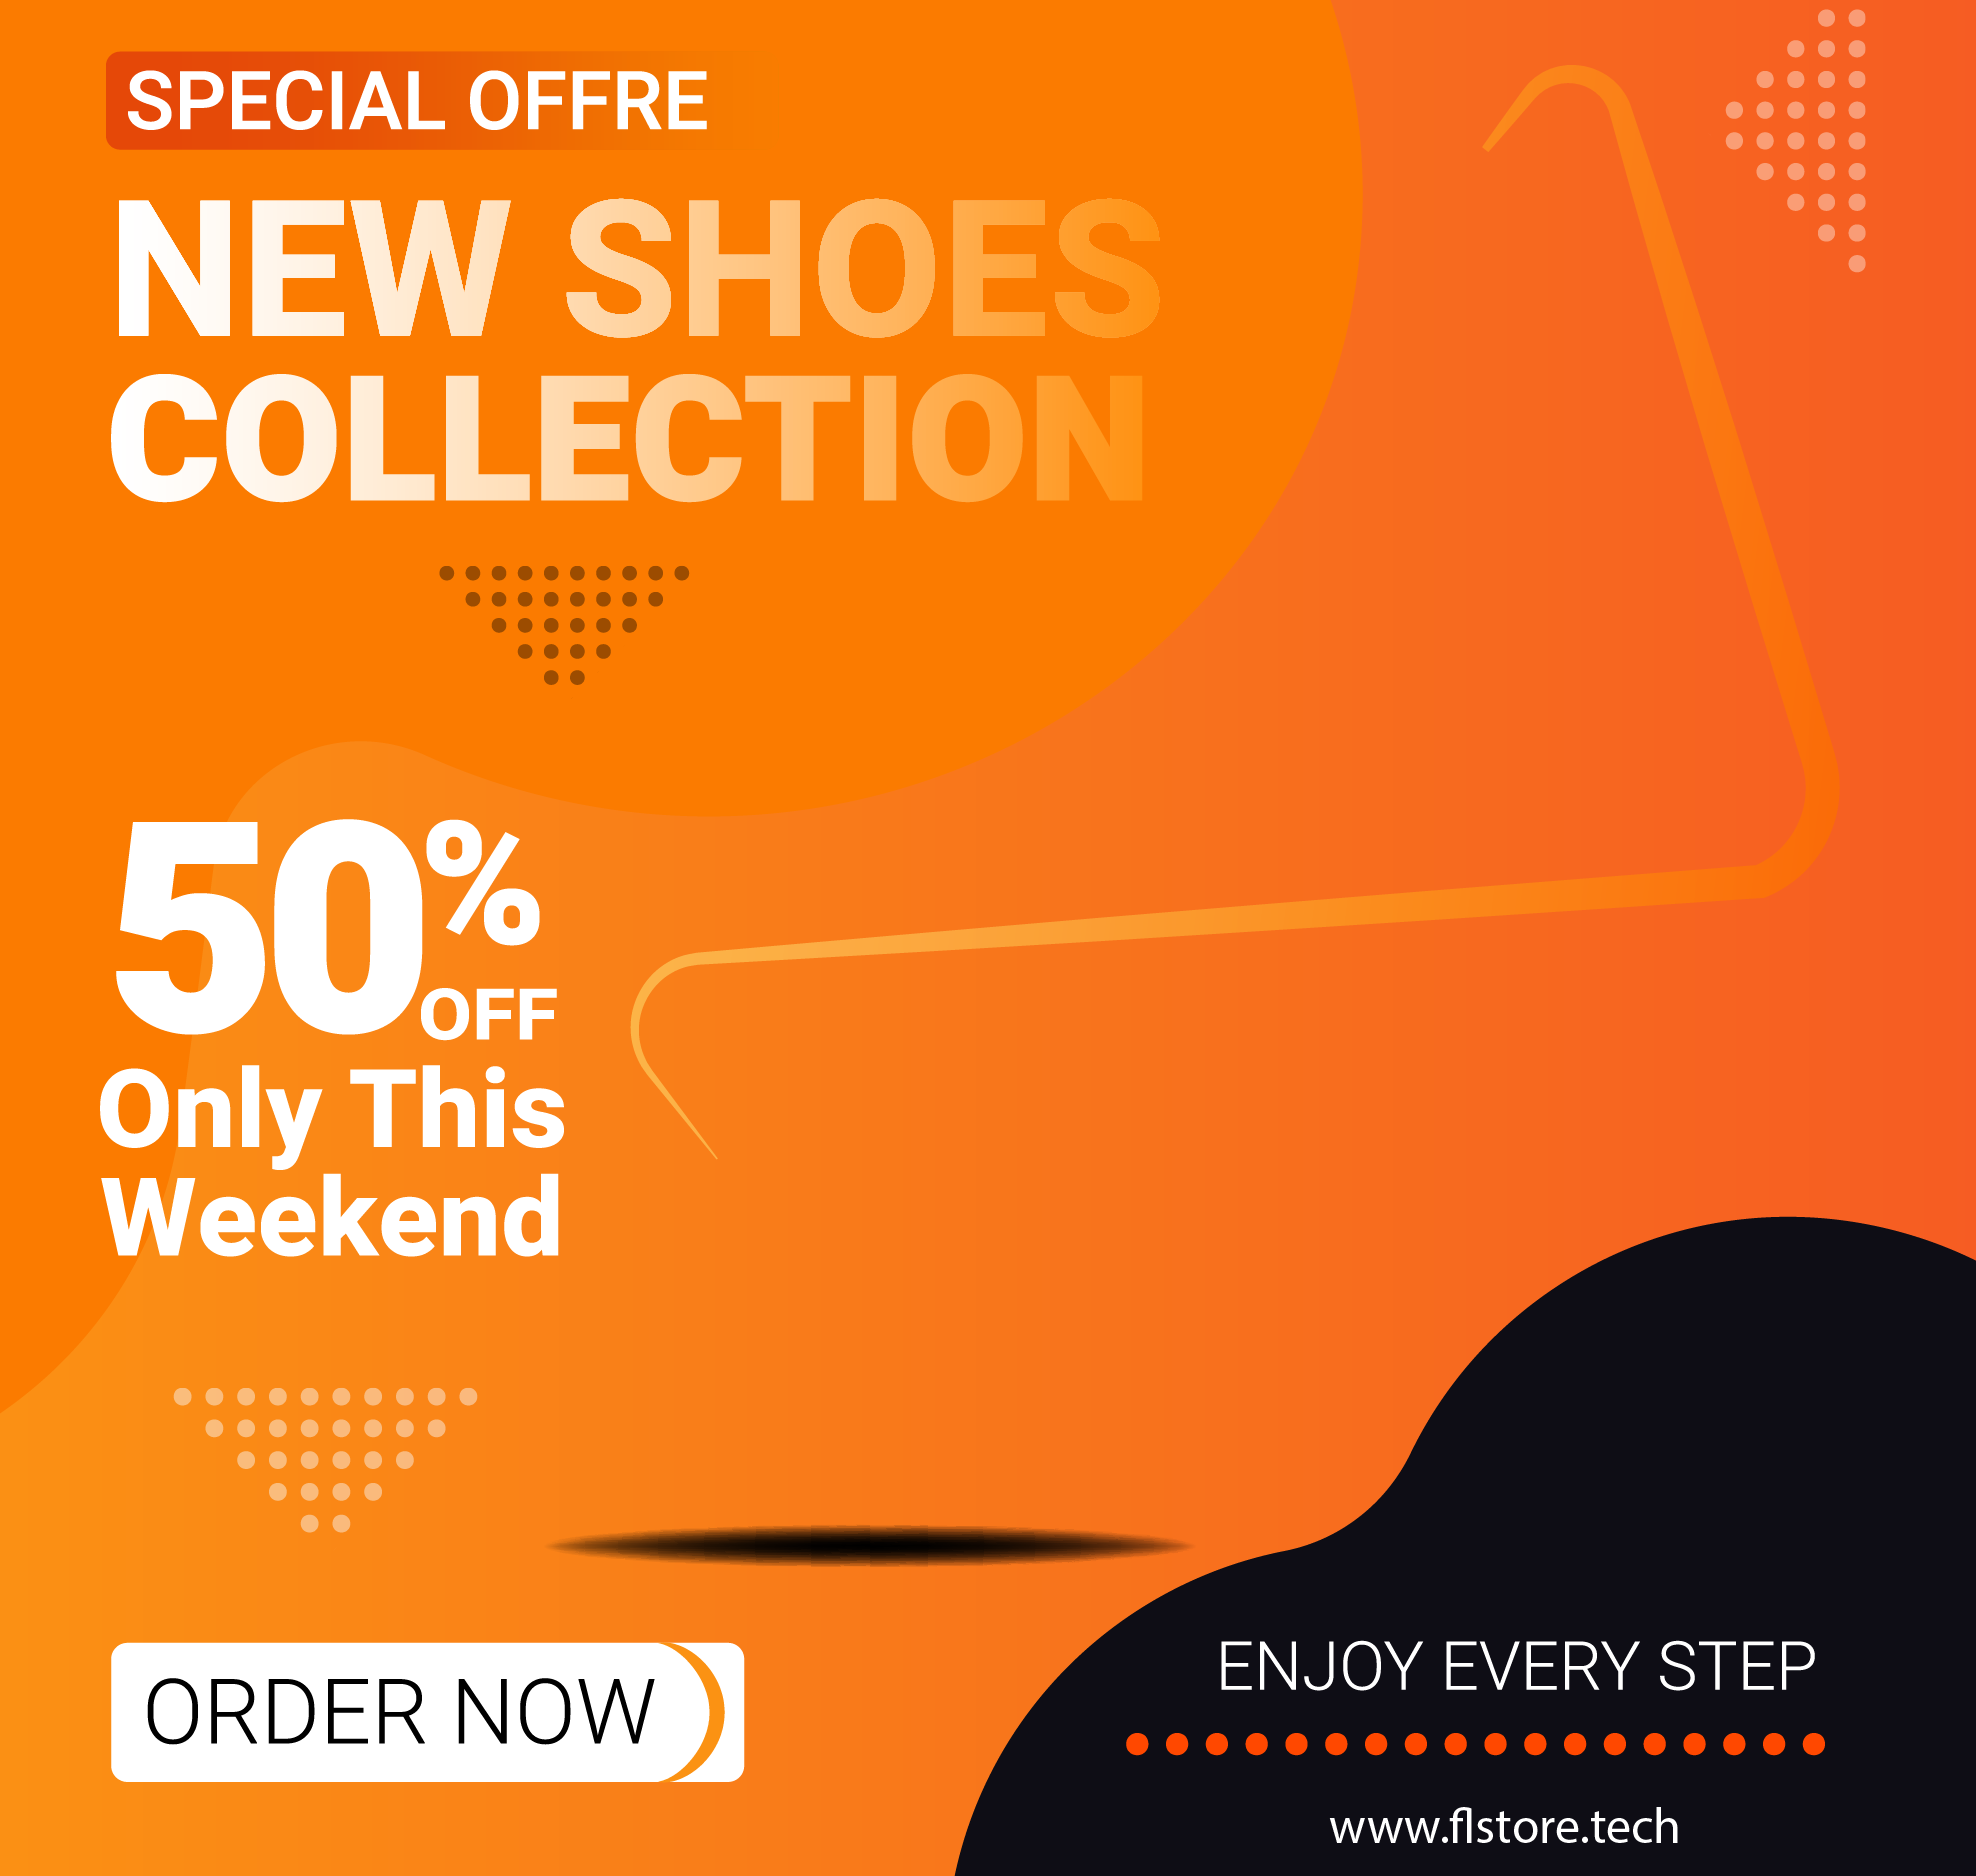 SPECIAL OFFRE
NEW SHOES
COLLECTION
50%
OFF
Only This
Weekend
ORDER NOW
ENJOY EVERY STEP
www.flstore.tech